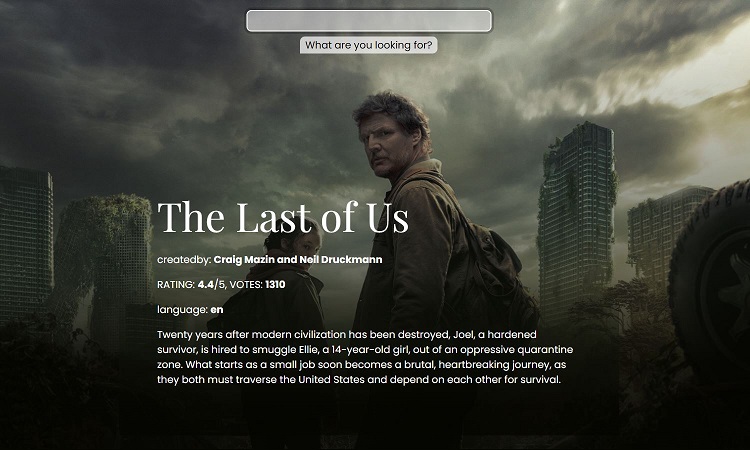 What are you looking for?
The Last of Us
createdby: Craig Mazin and Neil Druckmann
RATING: 4.4/5, VOTES: 1310
language: en
Twenty years after modern civilization has been destroyed, Joel, a hardened
survivor, is hired to smuggle Ellie, a 14-year-old girl, out of an oppressive quarantine
zone. What starts as a small job soon becomes a brutal, heartbreaking journey, as
they both must traverse the United States and depend on each other for survival.